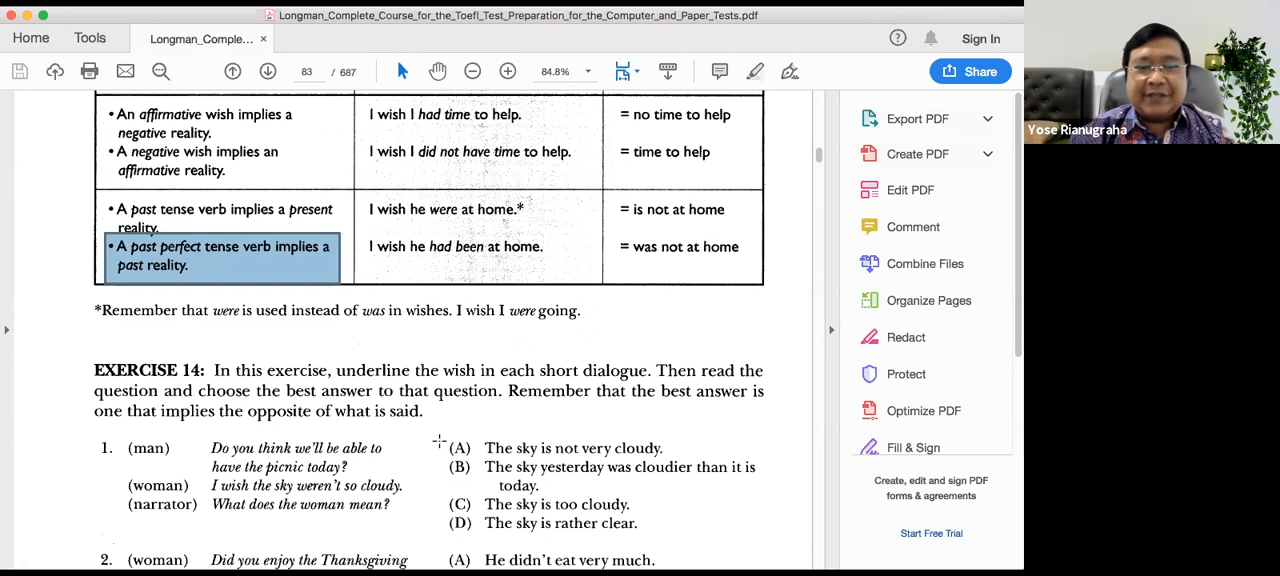 Longman_Complete_Course_for_the_Toefl_Test_Preparation_for_the_Computer_and_Paper_Tests.pdf
Home Tools Longman_Comple... × Sign In
83 / 687 84.8% Share
• An affirmative wish implies a negative reality. I wish I had time to help. = no time to help
• A negative wish implies an affirmative reality. I wish I did not have time to help. = time to help
• A past tense verb implies a present reality. I wish he were at home.* = is not at home
• A past perfect tense verb implies a past reality. I wish he had been at home. = was not at home
*Remember that were is used instead of was in wishes. I wish I were going.
EXERCISE 14: In this exercise, underline the wish in each short dialogue. Then read the
question and choose the best answer to that question. Remember that the best answer is
one that implies the opposite of what is said.
1. (man) Do you think we'll be able to
have the picnic today?
(woman) I wish the sky weren't so cloudy.
(narrator) What does the woman mean?
(A) The sky is not very cloudy.
(B) The sky yesterday was cloudier than it is
today.
(C) The sky is too cloudy.
(D) The sky is rather clear.
2. (woman) Did you enjoy the Thanksgiving
(A) He didn't eat very much.
Export PDF
Create PDF
Edit PDF
Comment
Combine Files
Organize Pages
Redact
Protect
Optimize PDF
Fill & Sign
Create, edit and sign PDF
forms & agreements
Start Free Trial
Yose Rianugraha